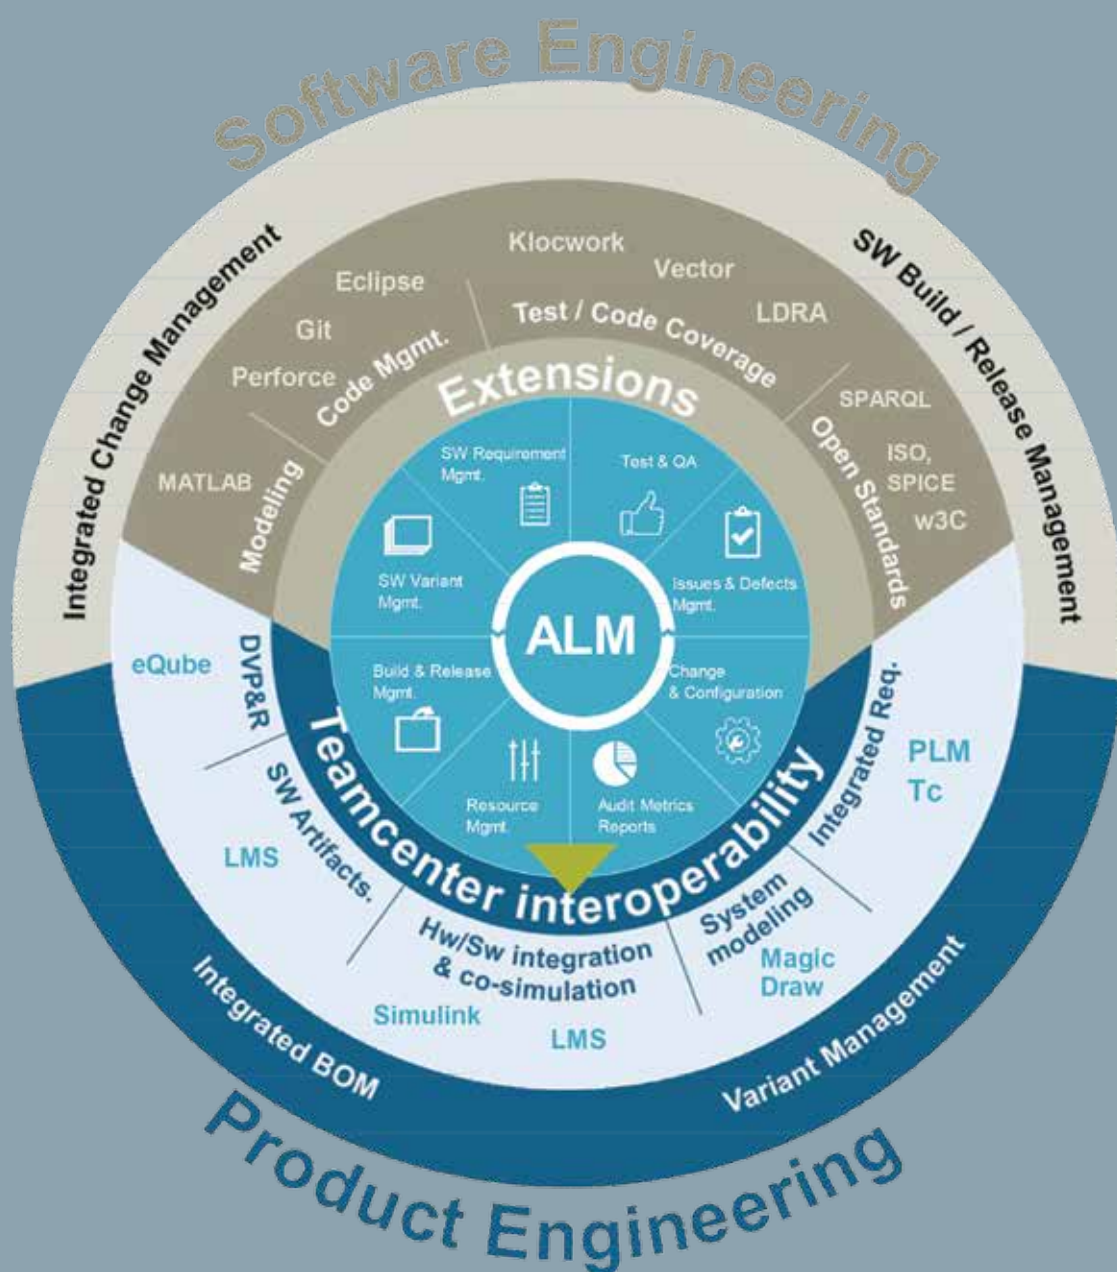 Software Engineering
Integrated Change Management
SW Build / Release Management
Klocwork
Vector
LDRA
Test / Code Coverage
Eclipse
Git
Perforce
Code Mgmt.
MATLAB
Modeling
SPARQL
ISO,
SPICE
w3C
Open Standards
Extensions
SW Requirement
Mgmt.
Test & QA
SW Variant
Mgmt.
Issues & Defects
Mgmt.
ALM
Build & Release
Mgmt.
Change
& Configuration
Resource
Mgmt.
Audit Metrics
Reports
Teamcenter interoperability
eQube
DVP&R
SW Artifacts.
LMS
Hw/Sw integration
& co-simulation
Simulink
LMS
System
modeling
Magic
Draw
Integrated Req.
PLM
Tc
Integrated BOM
Variant Management
Product Engineering